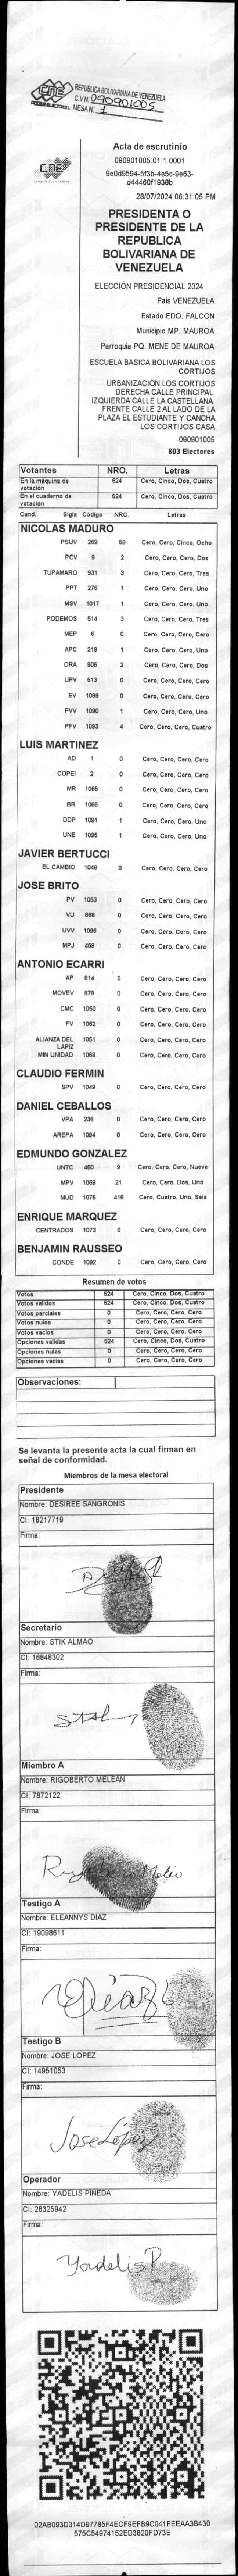 CNE
PODER ELECTORAL
REPÚBLICA BOLIVARIANA DE VENEZUELA
C.V.N: 090901005
MESA N°: 1
CNE
Acta de escrutinio
090901005.01.1.0001
9e0d9594-5f3b-4e5c-9e63-
d44460f1938b
28/07/2024 06:31:05 PM
PRESIDENTA O
PRESIDENTE DE LA
REPUBLICA
BOLIVARIANA DE
VENEZUELA
ELECCIÓN PRESIDENCIAL 2024
Pais VENEZUELA
Estado EDO. FALCON
Municipio MP. MAUROA
Parroquia PQ. MENE DE MAUROA
ESCUELA BASICA BOLIVARIANA LOS
CORTIJOS
URBANIZACION LOS CORTIJOS
DERECHA CALLE PRINCIPAL.
IZQUIERDA CALLE LA CASTELLANA.
FRENTE CALLE 2 AL LADO DE LA
PLAZA EL ESTUDIANTE Y CANCHA
LOS CORTIJOS CASA
090901005
803 Electores
Votantes NRO. Letras
En la máquina de votación 524 Cero, Cinco, Dos, Cuatro
En el cuaderno de votación 524 Cero, Cinco, Dos, Cuatro
Cand. Sigla Código NRO. Letras
NICOLAS MADURO
PSUV 269 58 Cero, Cero, Cinco, Ocho
PCV 9 2 Cero, Cero, Cero, Dos
TUPAMARO 931 3 Cero, Cero, Cero, Tres
PPT 276 1 Cero, Cero, Cero, Uno
MSV 1017 1 Cero, Cero, Cero, Uno
PODEMOS 514 3 Cero, Cero, Cero, Tres
MEP 6 0 Cero, Cero, Cero, Cero
APC 219 1 Cero, Cero, Cero, Uno
ORA 906 2 Cero, Cero, Cero, Dos
UPV 513 0 Cero, Cero, Cero, Cero
EV 1089 0 Cero, Cero, Cero, Cero
PVV 1090 1 Cero, Cero, Cero, Uno
PFV 1093 4 Cero, Cero, Cero, Cuatro
LUIS MARTINEZ
AD 1 0 Cero, Cero, Cero, Cero
COPEI 2 0 Cero, Cero, Cero, Cero
MR 1065 0 Cero, Cero, Cero, Cero
BR 1066 0 Cero, Cero, Cero, Cero
DDP 1091 1 Cero, Cero, Cero, Uno
UNE 1095 1 Cero, Cero, Cero, Uno
JAVIER BERTUCCI
EL CAMBIO 1048 0 Cero, Cero, Cero, Cero
JOSE BRITO
PV 1053 0 Cero, Cero, Cero, Cero
VU 868 0 Cero, Cero, Cero, Cero
UVV 1096 0 Cero, Cero, Cero, Cero
MPJ 458 0 Cero, Cero, Cero, Cero
ANTONIO ECARRI
AP 814 0 Cero, Cero, Cero, Cero
MOVEV 879 0 Cero, Cero, Cero, Cero
CMC 1050 0 Cero, Cero, Cero, Cero
FV 1062 0 Cero, Cero, Cero, Cero
ALIANZA DEL LAPIZ 1051 0 Cero, Cero, Cero, Cero
MIN UNIDAD 1068 0 Cero, Cero, Cero, Cero
CLAUDIO FERMIN
SPV 1049 0 Cero, Cero, Cero, Cero
DANIEL CEBALLOS
VPA 236 0 Cero, Cero, Cero, Cero
AREPA 1094 0 Cero, Cero, Cero, Cero
EDMUNDO GONZALEZ
UNTC 460 9 Cero, Cero, Cero, Nueve
MPV 1069 21 Cero, Cero, Dos, Uno
MUD 1075 416 Cero, Cuatro, Uno, Seis
ENRIQUE MARQUEZ
CENTRADOS 1073 0 Cero, Cero, Cero, Cero
BENJAMIN RAUSSEO
CONDE 1092 0 Cero, Cero, Cero, Cero
Resumen de votos
Votos 524 Cero, Cinco, Dos, Cuatro
Votos validos 524 Cero, Cinco, Dos, Cuatro
Votos parciales 0 Cero, Cero, Cero, Cero
Votos nulos 0 Cero, Cero, Cero, Cero
Votos vacios 0 Cero, Cero, Cero, Cero
Opciones validas 524 Cero, Cinco, Dos, Cuatro
Opciones nulas 0 Cero, Cero, Cero, Cero
Opciones vacias 0 Cero, Cero, Cero, Cero
Observaciones:
Se levanta la presente acta la cual firman en
señal de conformidad.
Miembros de la mesa electoral
Presidente
Nombre: DESIREE SANGRONIS
CI: 18217719
Firma:
Secretario
Nombre: STIK ALMAO
CI: 16848302
Firma:
Miembro A
Nombre: RIGOBERTO MELEAN
CI: 7872122
Firma:
Testigo A
Nombre: ELEANNYS DIAZ
CI: 19098611
Firma:
Testigo B
Nombre: JOSE LOPEZ
CI: 14951053
Firma:
Jose López
Operador
Nombre: YADELIS PINEDA
CI: 28325942
Firma:
Yadelis P
02AB093D314D97785F4ECF9EFB9C041FEEAA3B430
575C54974152ED3820FD73E